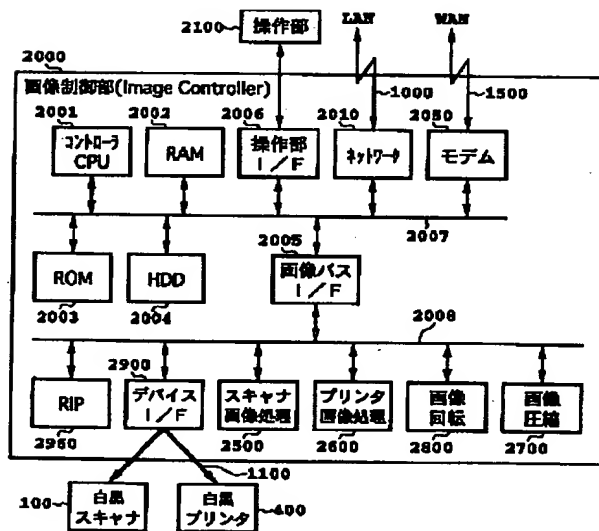 2100
操作部
LAN
WAN
2000
画像制御部(Image Controller)
1000
1500
2001
2002
2006
2010
2050
コントローラ
CPU
RAM
操作部
I/F
ネットワーク
モデム
2007
2005
ROM
HDD
画像バス
I/F
2003
2004
2008
2900
RIP
デバイス
I/F
スキャナ
画像処理
プリンタ
画像処理
画像
回転
画像
圧縮
2960
2500
2600
2800
2700
1100
100
白黒
スキャナ
白黒
プリンタ
400